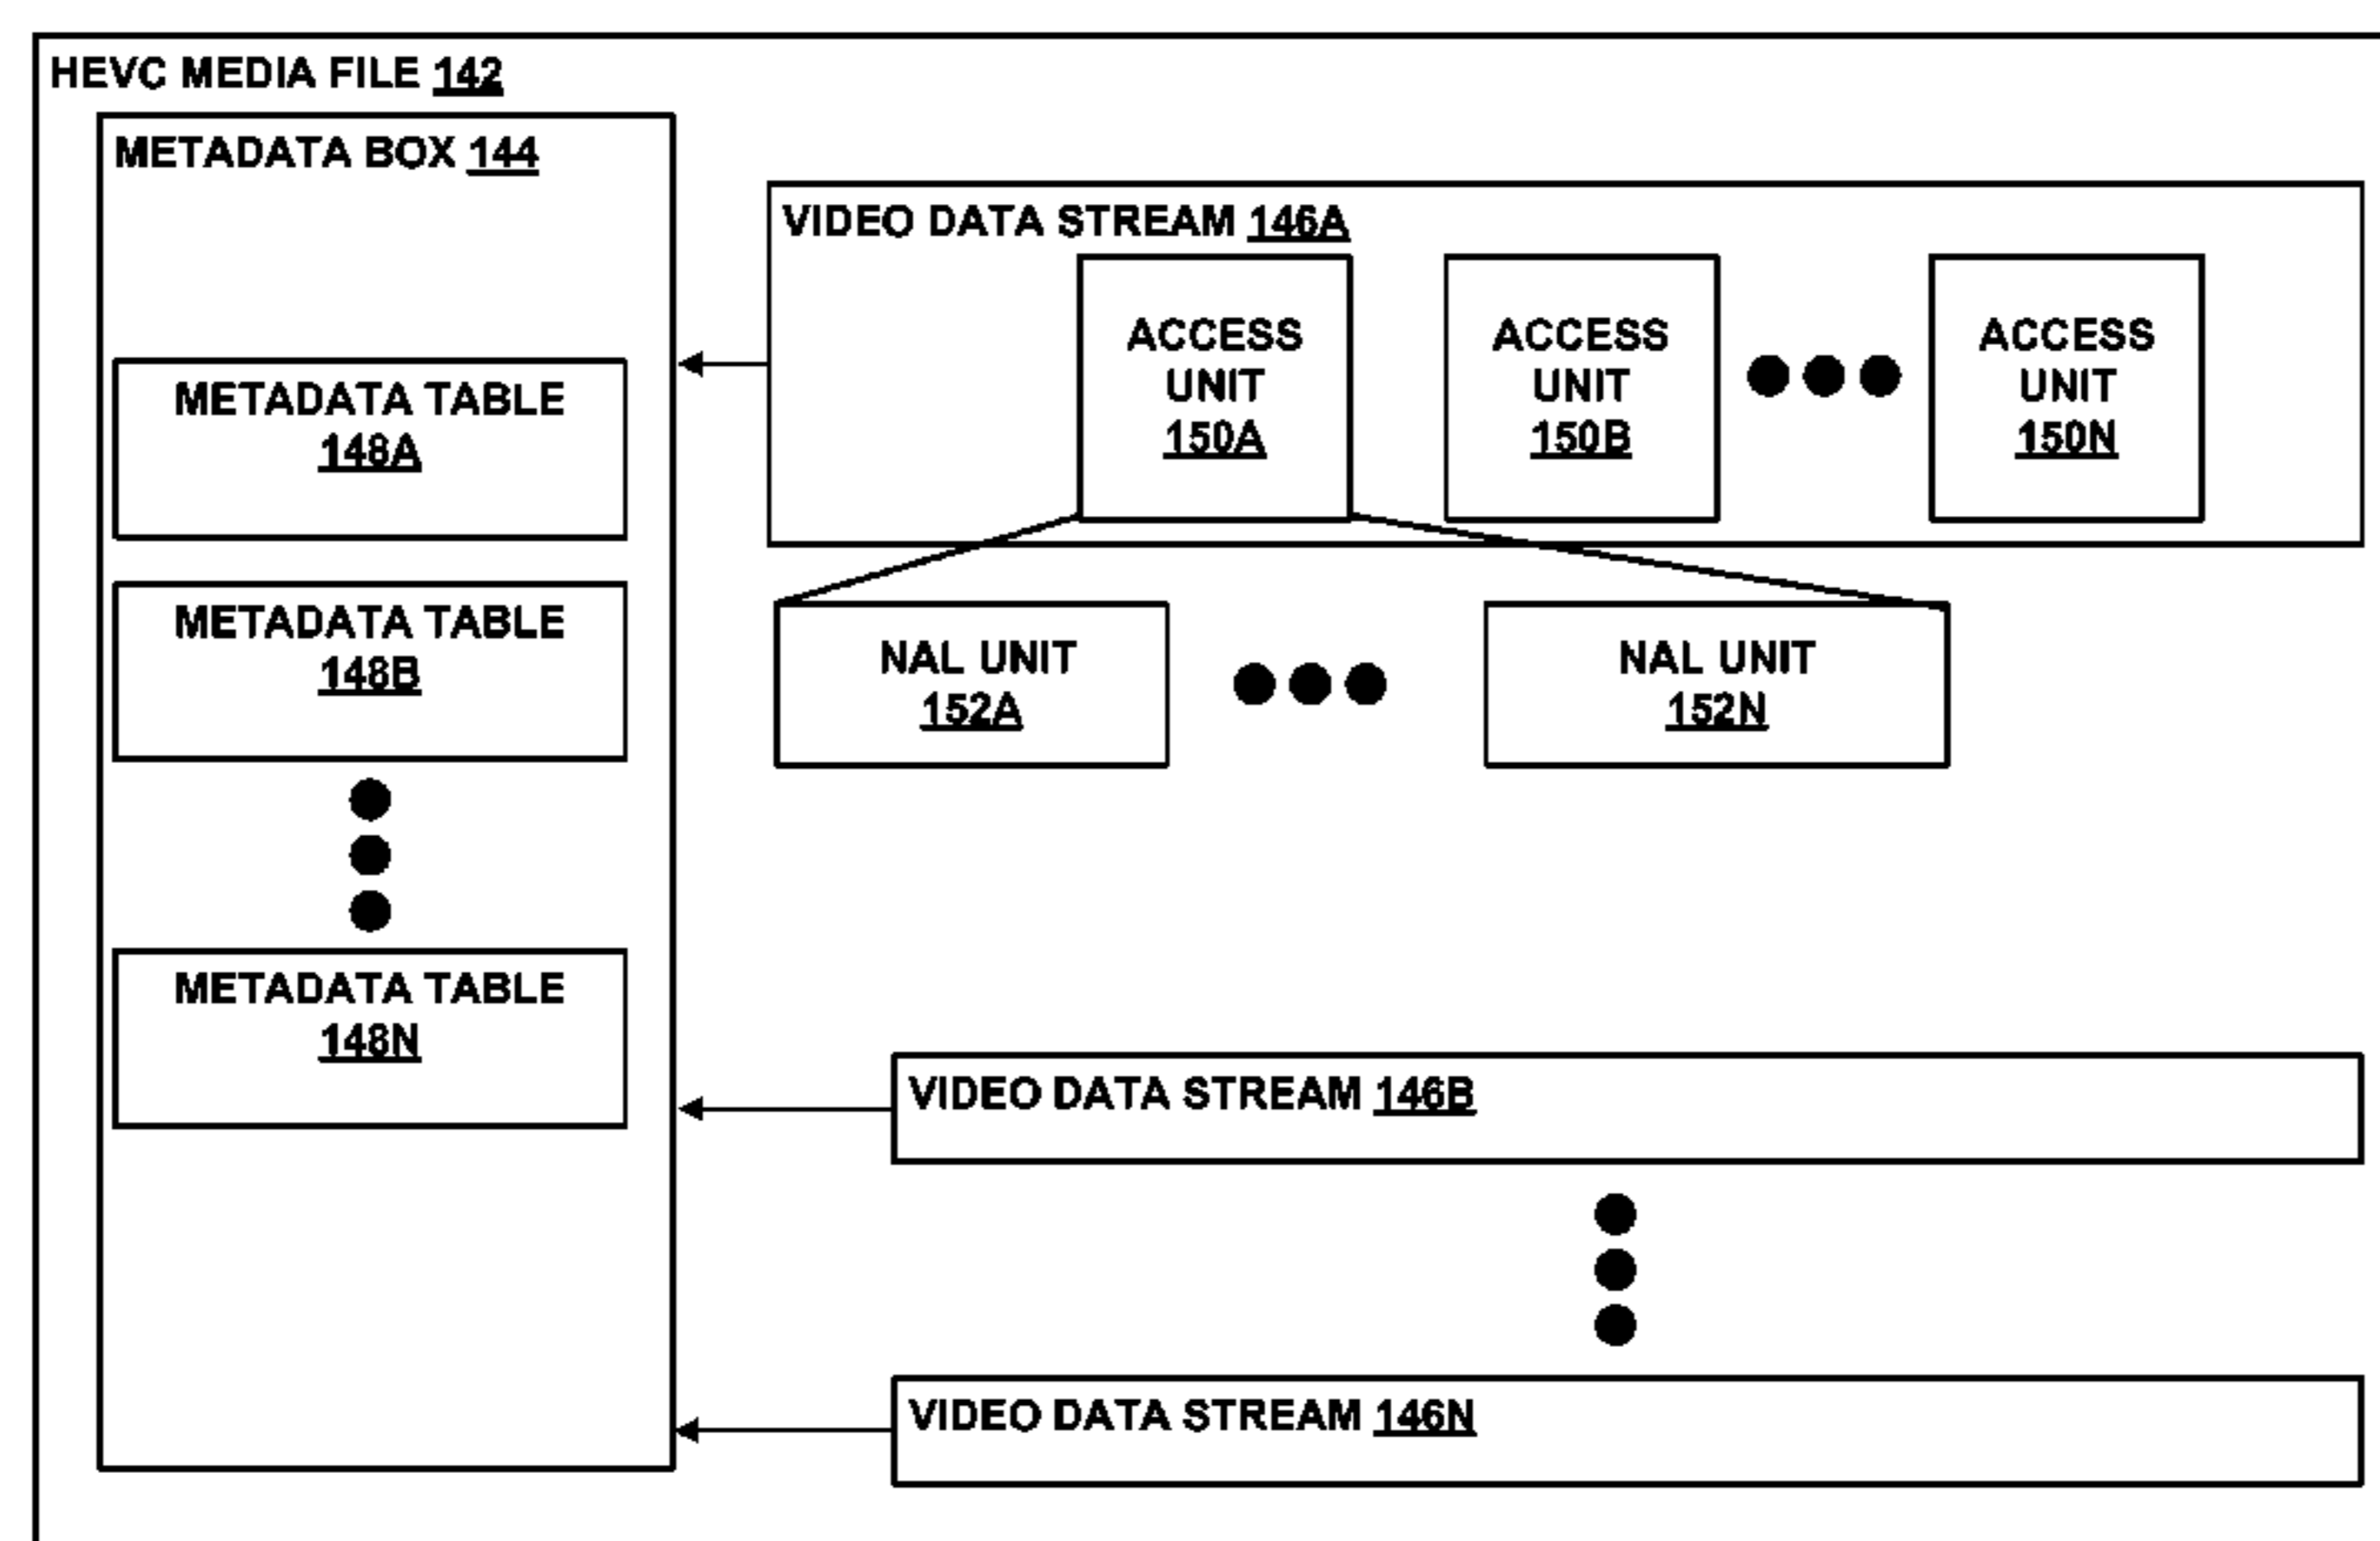 HEVC MEDIA FILE 142
METADATA BOX 144
METADATA TABLE
148A
METADATA TABLE
148B
METADATA TABLE
148N
VIDEO DATA STREAM 146A
ACCESS
UNIT
150A
ACCESS
UNIT
150B
ACCESS
UNIT
150N
NAL UNIT
152A
NAL UNIT
152N
VIDEO DATA STREAM 146B
VIDEO DATA STREAM 146N